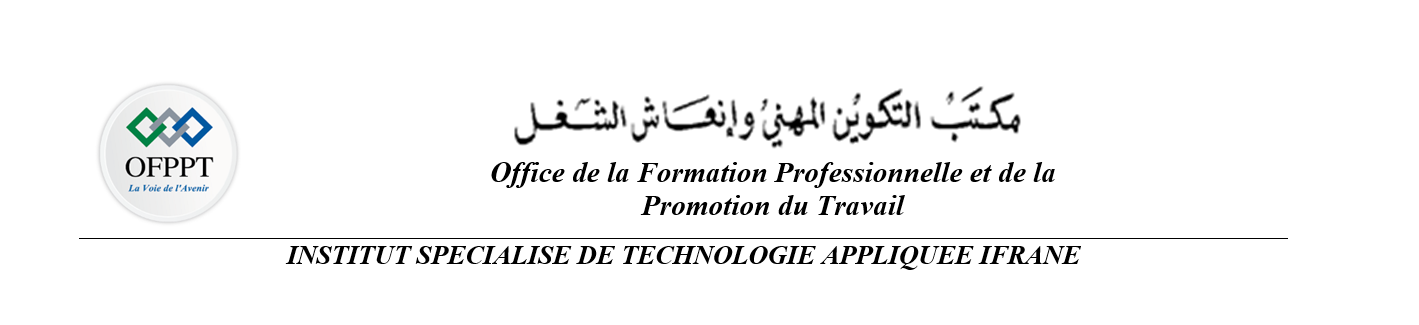 OFPPT
La Voie de l'Avenir
مكتَبُ التكوين المهني وإنعاش الشغل
Office de la Formation Professionnelle et de la
Promotion du Travail
INSTITUT SPECIALISE DE TECHNOLOGIE APPLIQUEE IFRANE